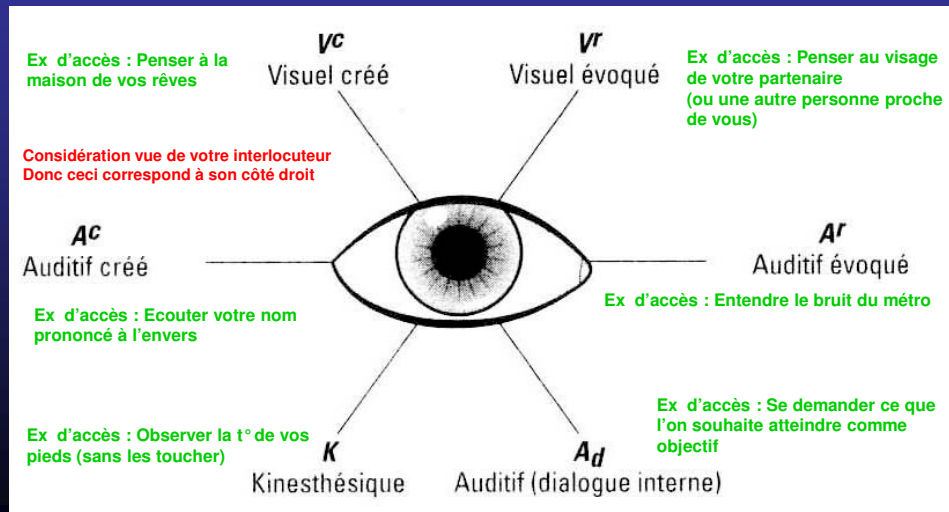 Vc
Visuel créé
Vr
Visuel évoqué
Ex d'accès : Penser à la
maison de vos rêves
Ex d'accès : Penser au visage
de votre partenaire
(ou une autre personne proche
de vous)
Considération vue de votre interlocuteur
Donc ceci correspond à son côté droit
Ac
Auditif créé
Ar
Auditif évoqué
Ex d'accès : Ecouter votre nom
prononcé à l'envers
Ex d'accès : Entendre le bruit du métro
Ex d'accès : Observer la t° de vos
pieds (sans les toucher)
K
Kinesthésique
Ad
Auditif (dialogue interne)
Ex d'accès : Se demander ce que
l'on souhaite atteindre comme
objectif